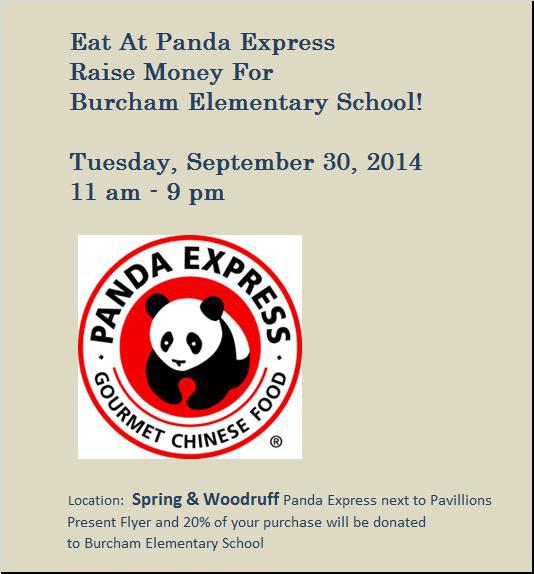 Eat At Panda Express
Raise Money For
Burcham Elementary School!
Tuesday, September 30, 2014
11 am - 9 pm
PANDA EXPRESS
· GOURMET CHINESE FOOD ·
®
Location: Spring & Woodruff Panda Express next to Pavillions
Present Flyer and 20% of your purchase will be donated
to Burcham Elementary School